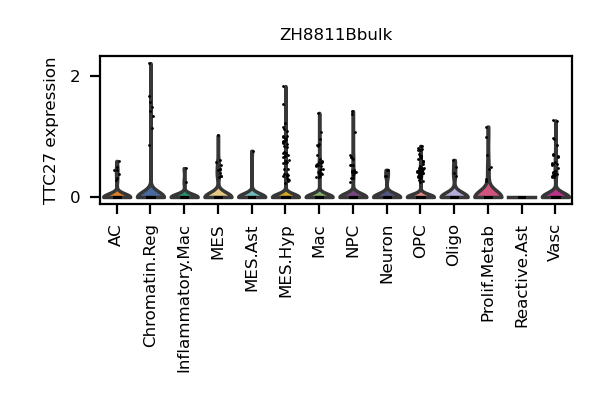 ZH8811Bbulk
TTC27 expression
2
0
AC
Chromatin.Reg
Inflammatory.Mac
MES
MES.Ast
MES.Hyp
Mac
NPC
Neuron
OPC
Oligo
Prolif.Metab
Reactive.Ast
Vasc